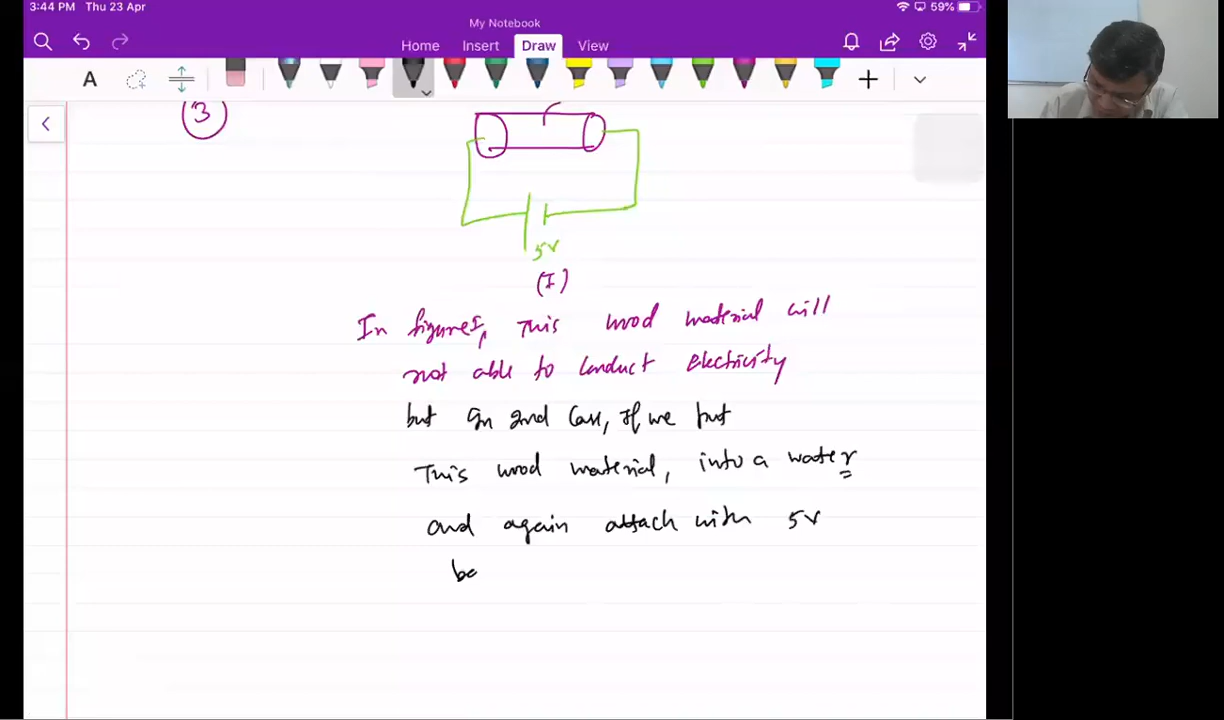 3:44 PM Thu 23 Apr
59%
My Notebook
Home Insert Draw View
A
3
5V
(I)
In figure I, This wood material will
not able to Conduct Electricity
but In 2nd Case, If we put
This wood material, into a water
and again attach with 5V
ba